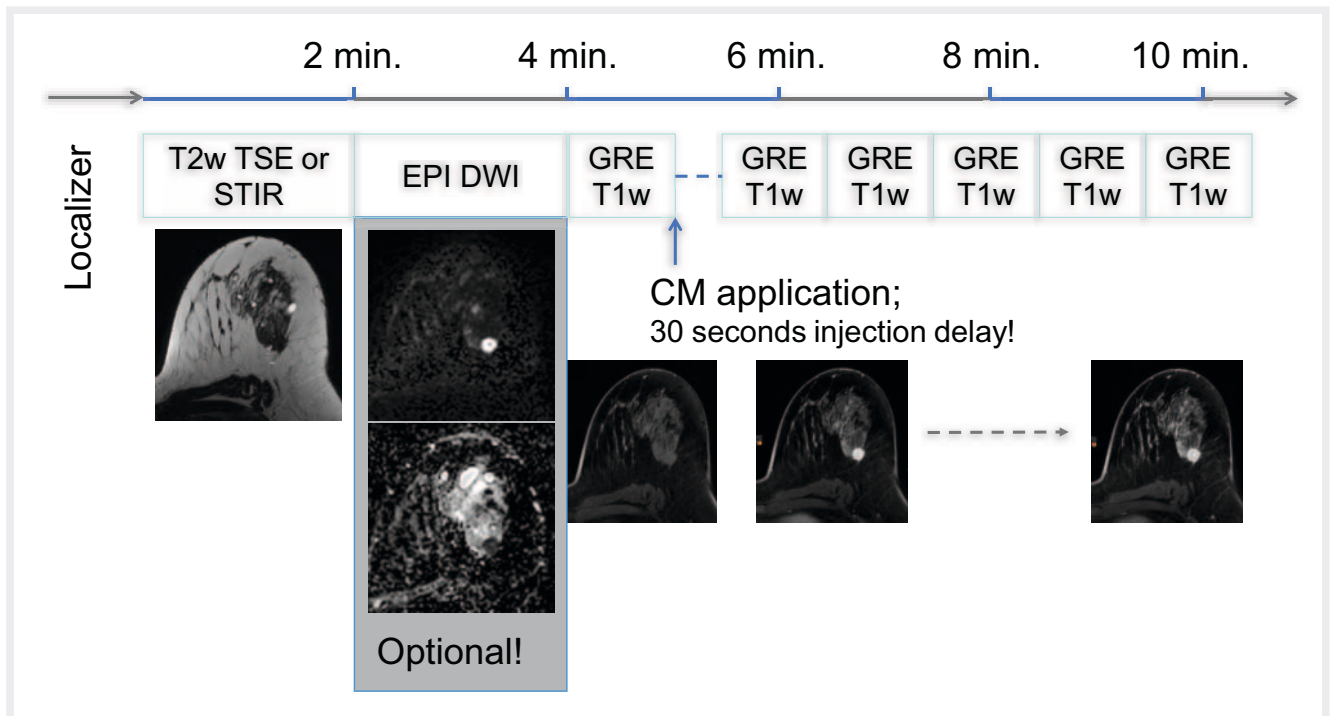 2 min.
4 min.
6 min.
8 min.
10 min.
Localizer
T2w TSE or
STIR
EPI DWI
GRE
T1w
GRE
T1w
GRE
T1w
GRE
T1w
GRE
T1w
GRE
T1w
CM application;
30 seconds injection delay!
Optional!